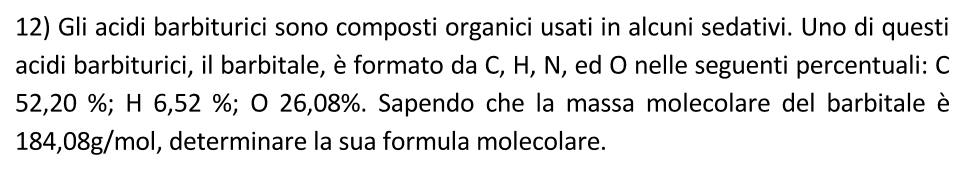 12) Gli acidi barbiturici sono composti organici usati in alcuni sedativi. Uno di questi
acidi barbiturici, il barbitale, è formato da C, H, N, ed O nelle seguenti percentuali: C
52,20 %; H 6,52 %; O 26,08%. Sapendo che la massa molecolare del barbitale è
184,08g/mol, determinare la sua formula molecolare.